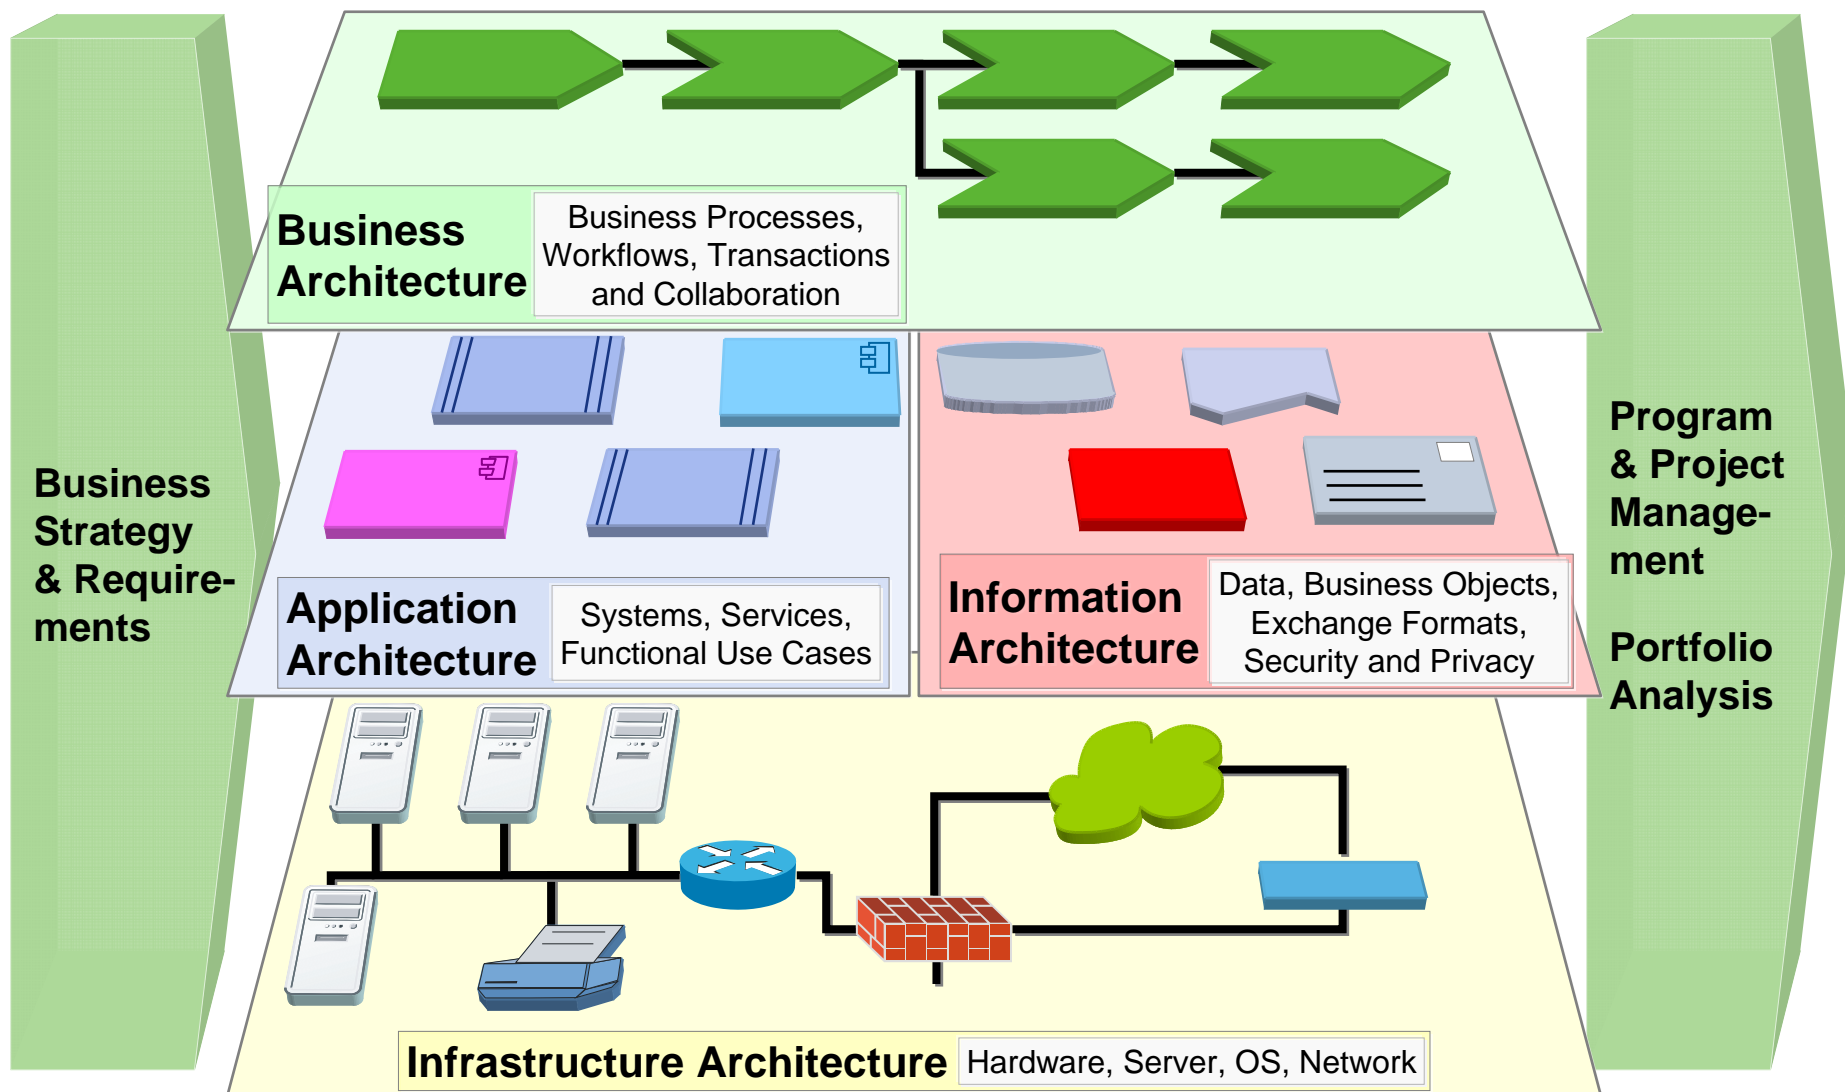 Business
Strategy
& Require-
ments
Business
Architecture
Business Processes,
Workflows, Transactions
and Collaboration
Application
Architecture
Systems, Services,
Functional Use Cases
Information
Architecture
Data, Business Objects,
Exchange Formats,
Security and Privacy
Infrastructure Architecture
Hardware, Server, OS, Network
Program
& Project
Manage-
ment
Portfolio
Analysis